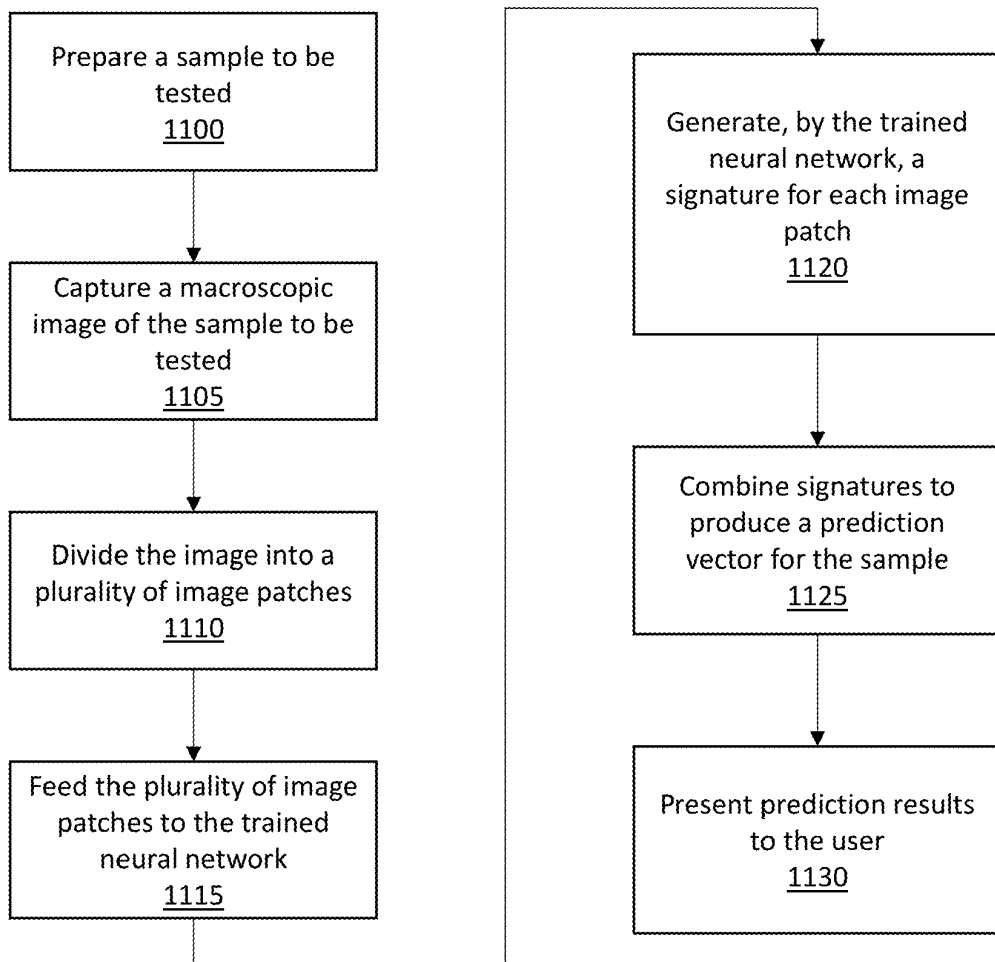 Prepare a sample to be
tested
1100
Capture a macroscopic
image of the sample to be
tested
1105
Divide the image into a
plurality of image patches
1110
Feed the plurality of image
patches to the trained
neural network
1115
Generate, by the trained
neural network, a
signature for each image
patch
1120
Combine signatures to
produce a prediction
vector for the sample
1125
Present prediction results
to the user
1130